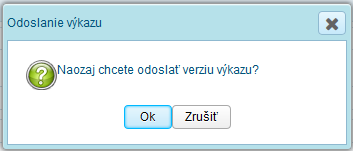 Odoslanie výkazu
Naozaj chcete odoslať verziu výkazu?
Ok
Zrušiť